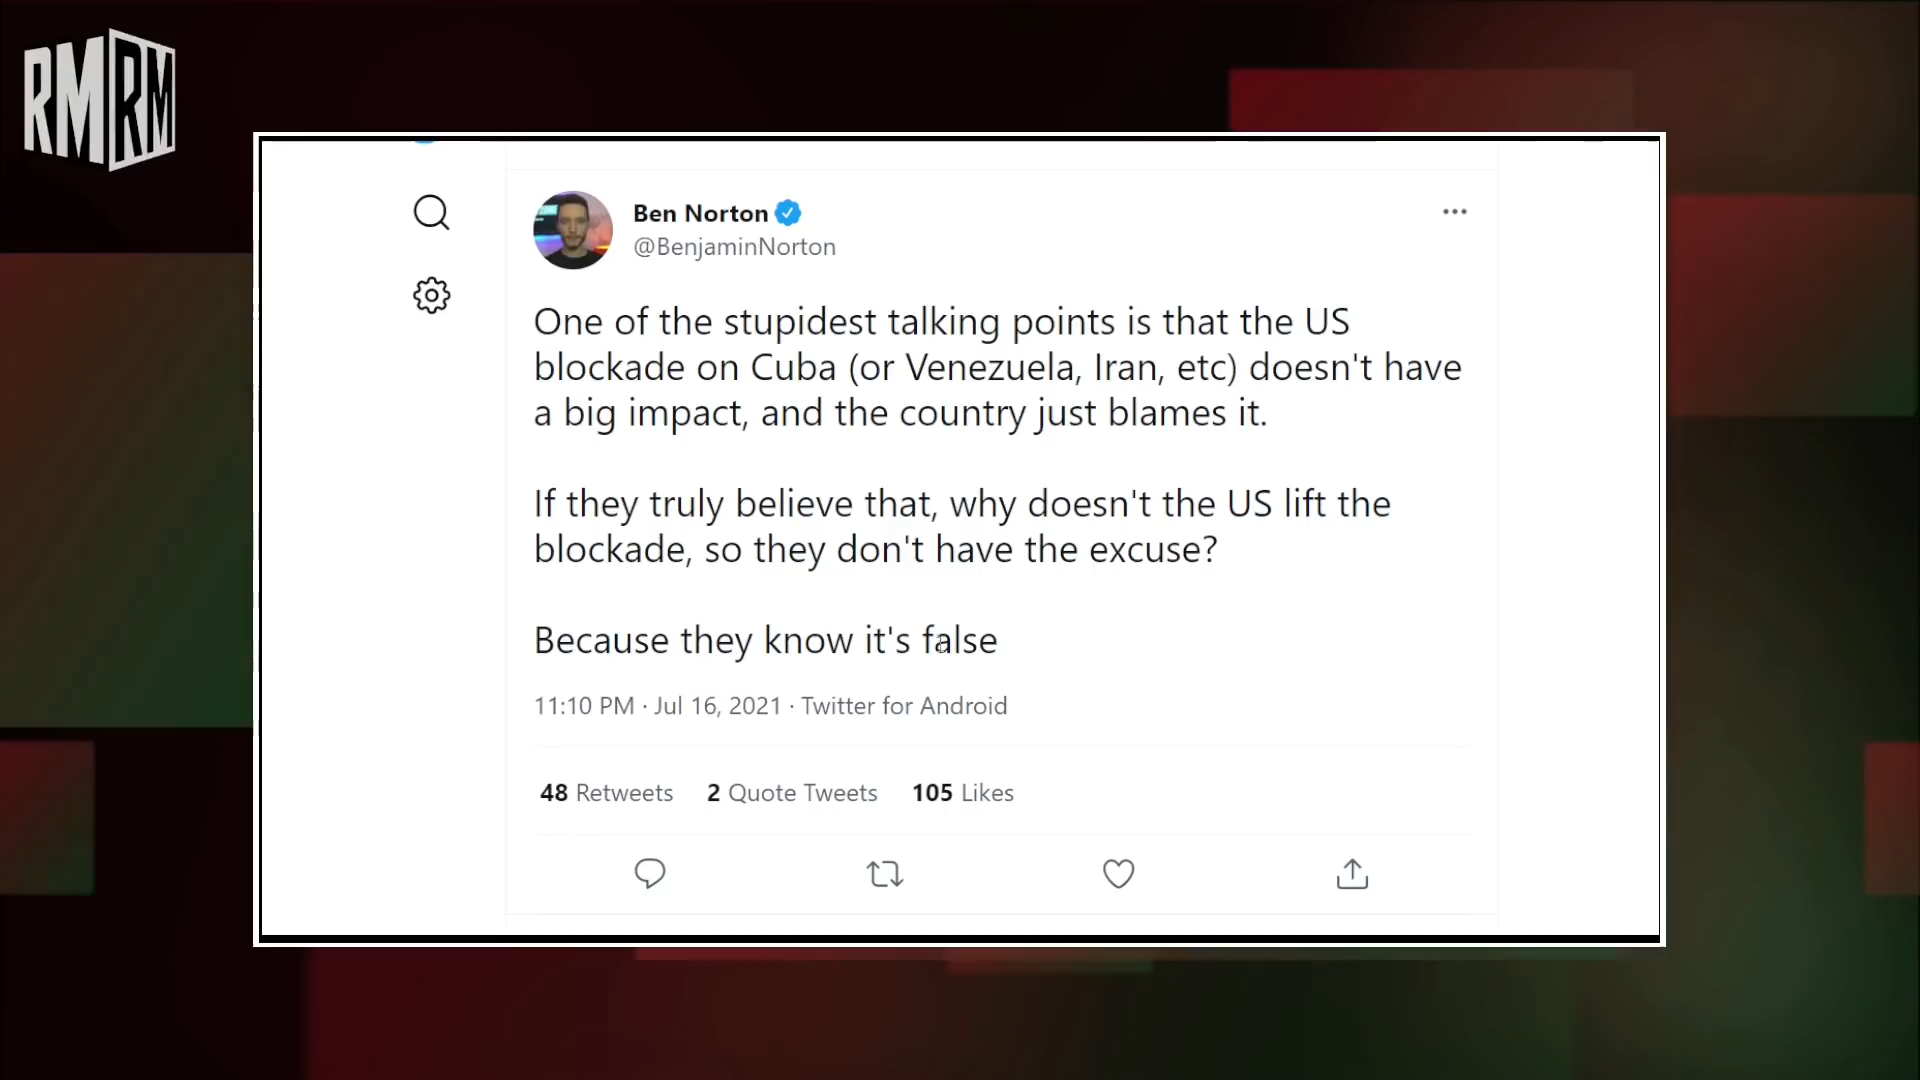 RMRM
Ben Norton
@BenjaminNorton
One of the stupidest talking points is that the US
blockade on Cuba (or Venezuela, Iran, etc) doesn't have
a big impact, and the country just blames it.
If they truly believe that, why doesn't the US lift the
blockade, so they don't have the excuse?
Because they know it's false
11:10 PM · Jul 16, 2021 · Twitter for Android
48 Retweets 2 Quote Tweets 105 Likes